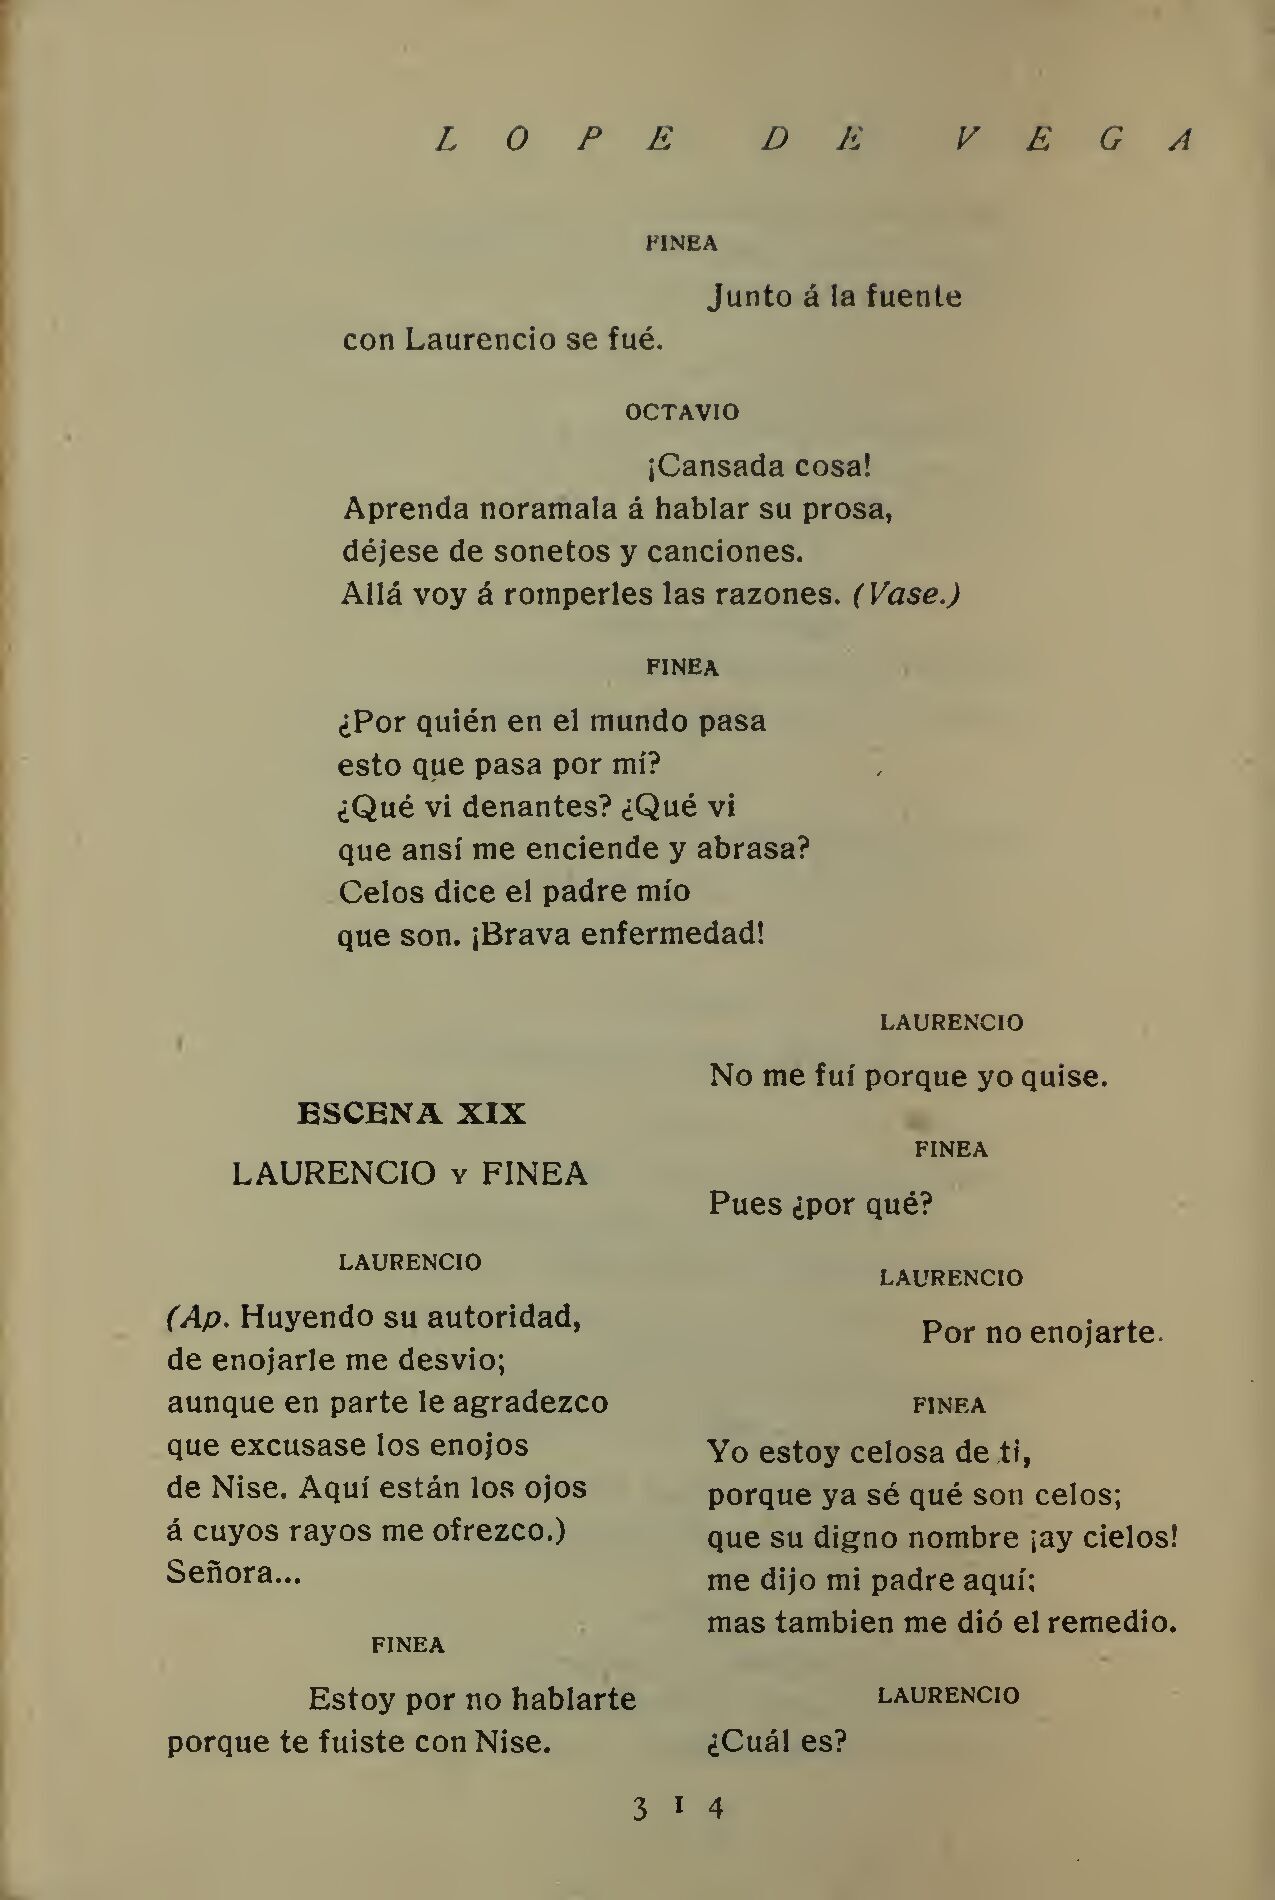 LOPE DE VEGA
FINEA
Junto á la fuente
con Laurencio se fué.
OCTAVIO
¡Cansada cosa!
Aprenda noramala á hablar su prosa,
déjese de sonetos y canciones.
Allá voy á romperles las razones. (Vase.)
FINEA
¿Por quién en el mundo pasa
esto que pasa por mí?
¿Qué vi denantes? ¿Qué vi
que ansí me enciende y abrasa?
Celos dice el padre mío
que son. ¡Brava enfermedad!
ESCENA XIX
LAURENCIO Y FINEA
LAURENCIO
(Ap. Huyendo su autoridad,
de enojarle me desvio;
aunque en parte le agradezco
que excusase los enojos
de Nise. Aquí están los ojos
á cuyos rayos me ofrezco.)
Señora...
FINEA
Estoy por no hablarte
porque te fuiste con Nise.
LAURENCIO
No me fuí porque yo quise.
FINEA
Pues ¿por qué?
LAURENCIO
Por no enojarte.
FINEA
Yo estoy celosa de ti,
porque ya sé qué son celos;
que su digno nombre ¡ay cielos!
me dijo mi padre aquí;
mas tambien me dió el remedio.
LAURENCIO
¿Cuál es?
314